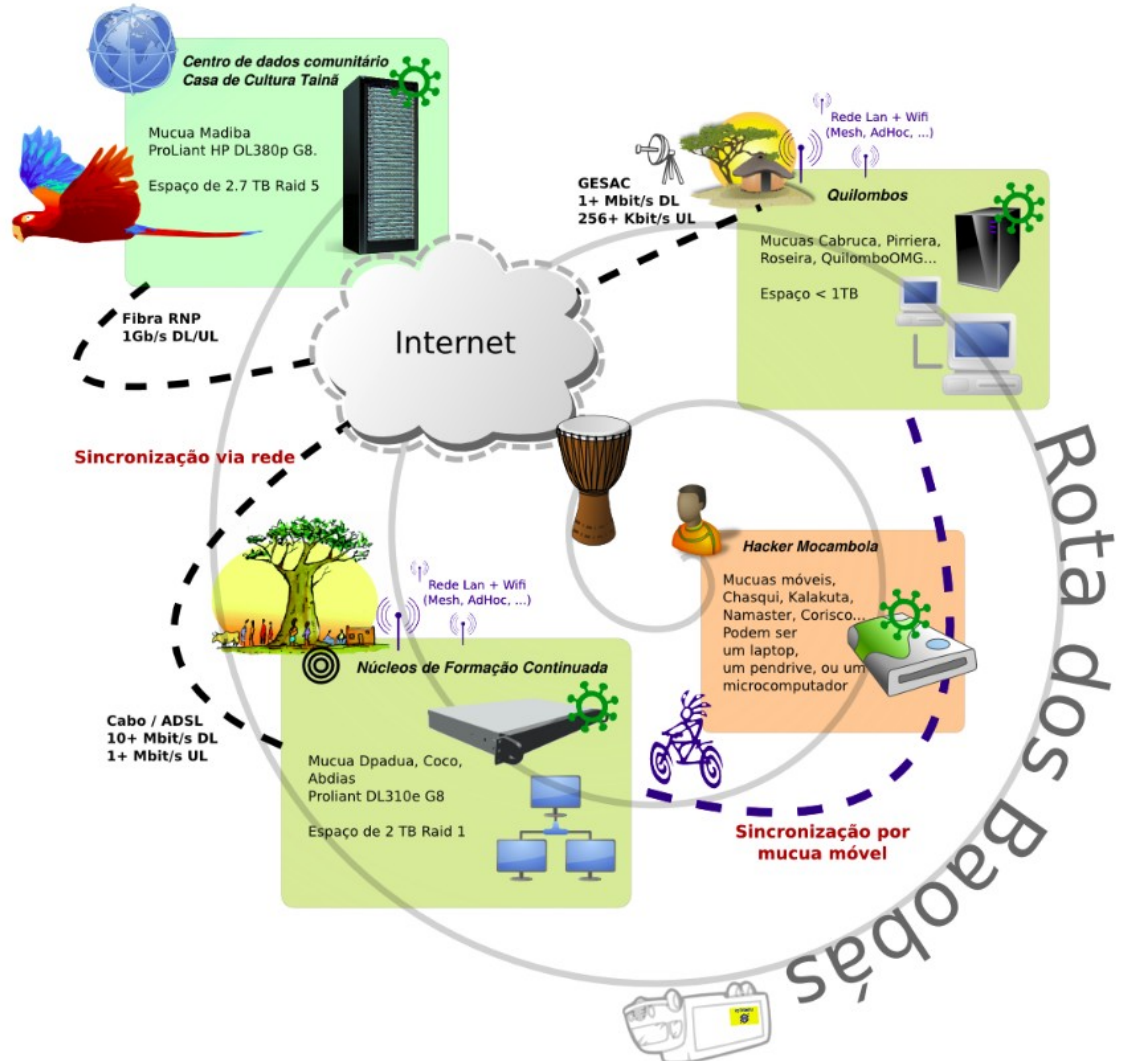 Centro de dados comunitário
Casa de Cultura Tainã
Mucua Madiba
ProLiant HP DL380p G8.
Espaço de 2.7 TB Raid 5
Fibra RNP
1Gb/s DL/UL
Internet
GESAC
1+ Mbit/s DL
256+ Kbit/s UL
Rede Lan + Wifi
(Mesh, AdHoc, ...)
Quilombos
Mucuas Cabruca, Pirriera,
Roseira, QuilomboOMG...
Espaço < 1TB
Sincronização via rede
Rede Lan + Wifi
(Mesh, AdHoc, ...)
Núcleos de Formação Continuada
Mucua Dpadua, Coco,
Abdias
Proliant DL310e G8
Espaço de 2 TB Raid 1
Cabo / ADSL
10+ Mbit/s DL
1+ Mbit/s UL
Hacker Mocambola
Mucuas móveis,
Chasqui, Kalakuta,
Namaster, Corisco...
Podem ser
um laptop,
um pendrive, ou um
microcomputador
Sincronização por
mucua móvel
Rota dos Baobás